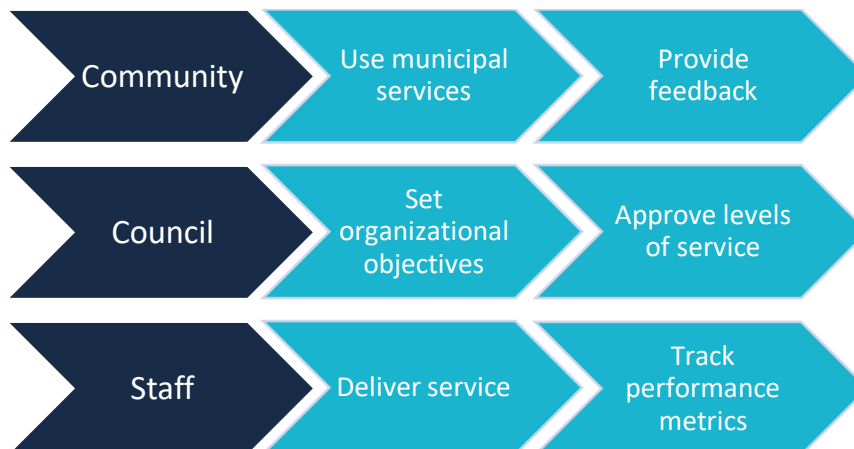 Community
Use municipal
services
Provide
feedback
Council
Set
organizational
objectives
Approve levels
of service
Staff
Deliver service
Track
performance
metrics